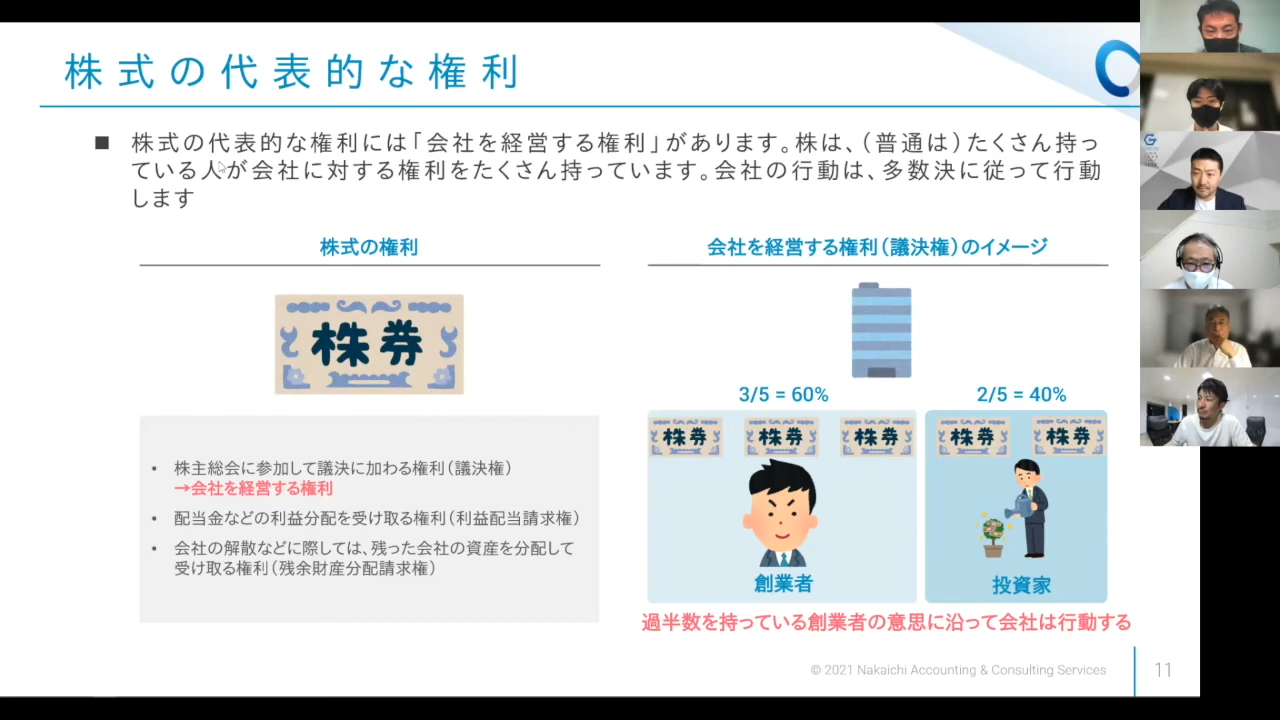 株式の代表的な権利
■ 株式の代表的な権利には「会社を経営する権利」があります。株は、（普通は）たくさん持っ
ている人が会社に対する権利をたくさん持っています。会社の行動は、多数決に従って行動
します
株式の権利
株券
• 株主総会に参加して議決に加わる権利（議決権）
→会社を経営する権利
• 配当金などの利益分配を受け取る権利（利益配当請求権）
• 会社の解散などに際しては、残った会社の資産を分配して
受け取る権利（残余財産分配請求権）
会社を経営する権利（議決権）のイメージ
3/5 = 60%
2/5 = 40%
株券 株券 株券
株券 株券
創業者
投資家
過半数を持っている創業者の意思に沿って会社は行動する
© 2021 Nakaichi Accounting & Consulting Services
11